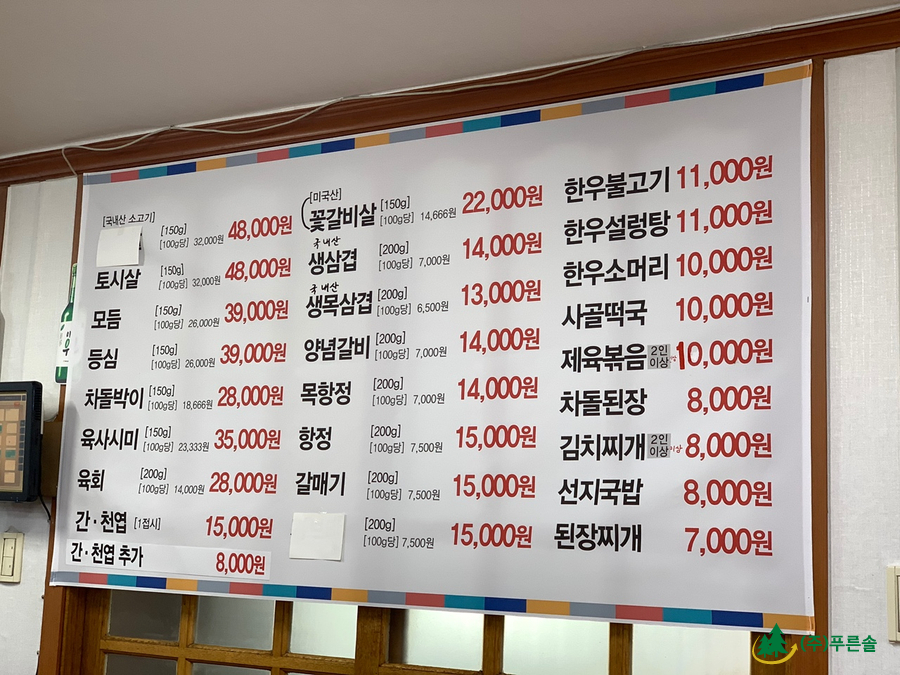 [국내산 소고기]
[150g]
[100g당] 32,000원 48,000원
토시살 [150g]
[100g당] 32,000원 48,000원
모듬 [150g]
[100g당] 26,000원 39,000원
등심 [150g]
[100g당] 26,000원 39,000원
차돌박이 [150g]
[100g당] 18,666원 28,000원
육사시미 [150g]
[100g당] 23,333원 35,000원
육회 [200g]
[100g당] 14,000원 28,000원
간·천엽 [1접시] 15,000원
간·천엽 추가 8,000원
[미국산]
꽃갈비살 [150g]
[100g당] 14,666원 22,000원
국내산
생삼겹 [200g]
[100g당] 7,000원 14,000원
국내산
생목삼겹 [200g]
[100g당] 6,500원 13,000원
양념갈비 [200g]
[100g당] 7,000원 14,000원
목항정 [200g]
[100g당] 7,000원 14,000원
항정 [200g]
[100g당] 7,500원 15,000원
갈매기 [200g]
[100g당] 7,500원 15,000원
[200g]
[100g당] 7,500원 15,000원
한우불고기 11,000원
한우설렁탕 11,000원
한우소머리 10,000원
사골떡국 10,000원
제육볶음 2인 이상 10,000원
차돌된장 8,000원
김치찌개 2인 이상 8,000원
선지국밥 8,000원
된장찌개 7,000원
(주)푸른솔